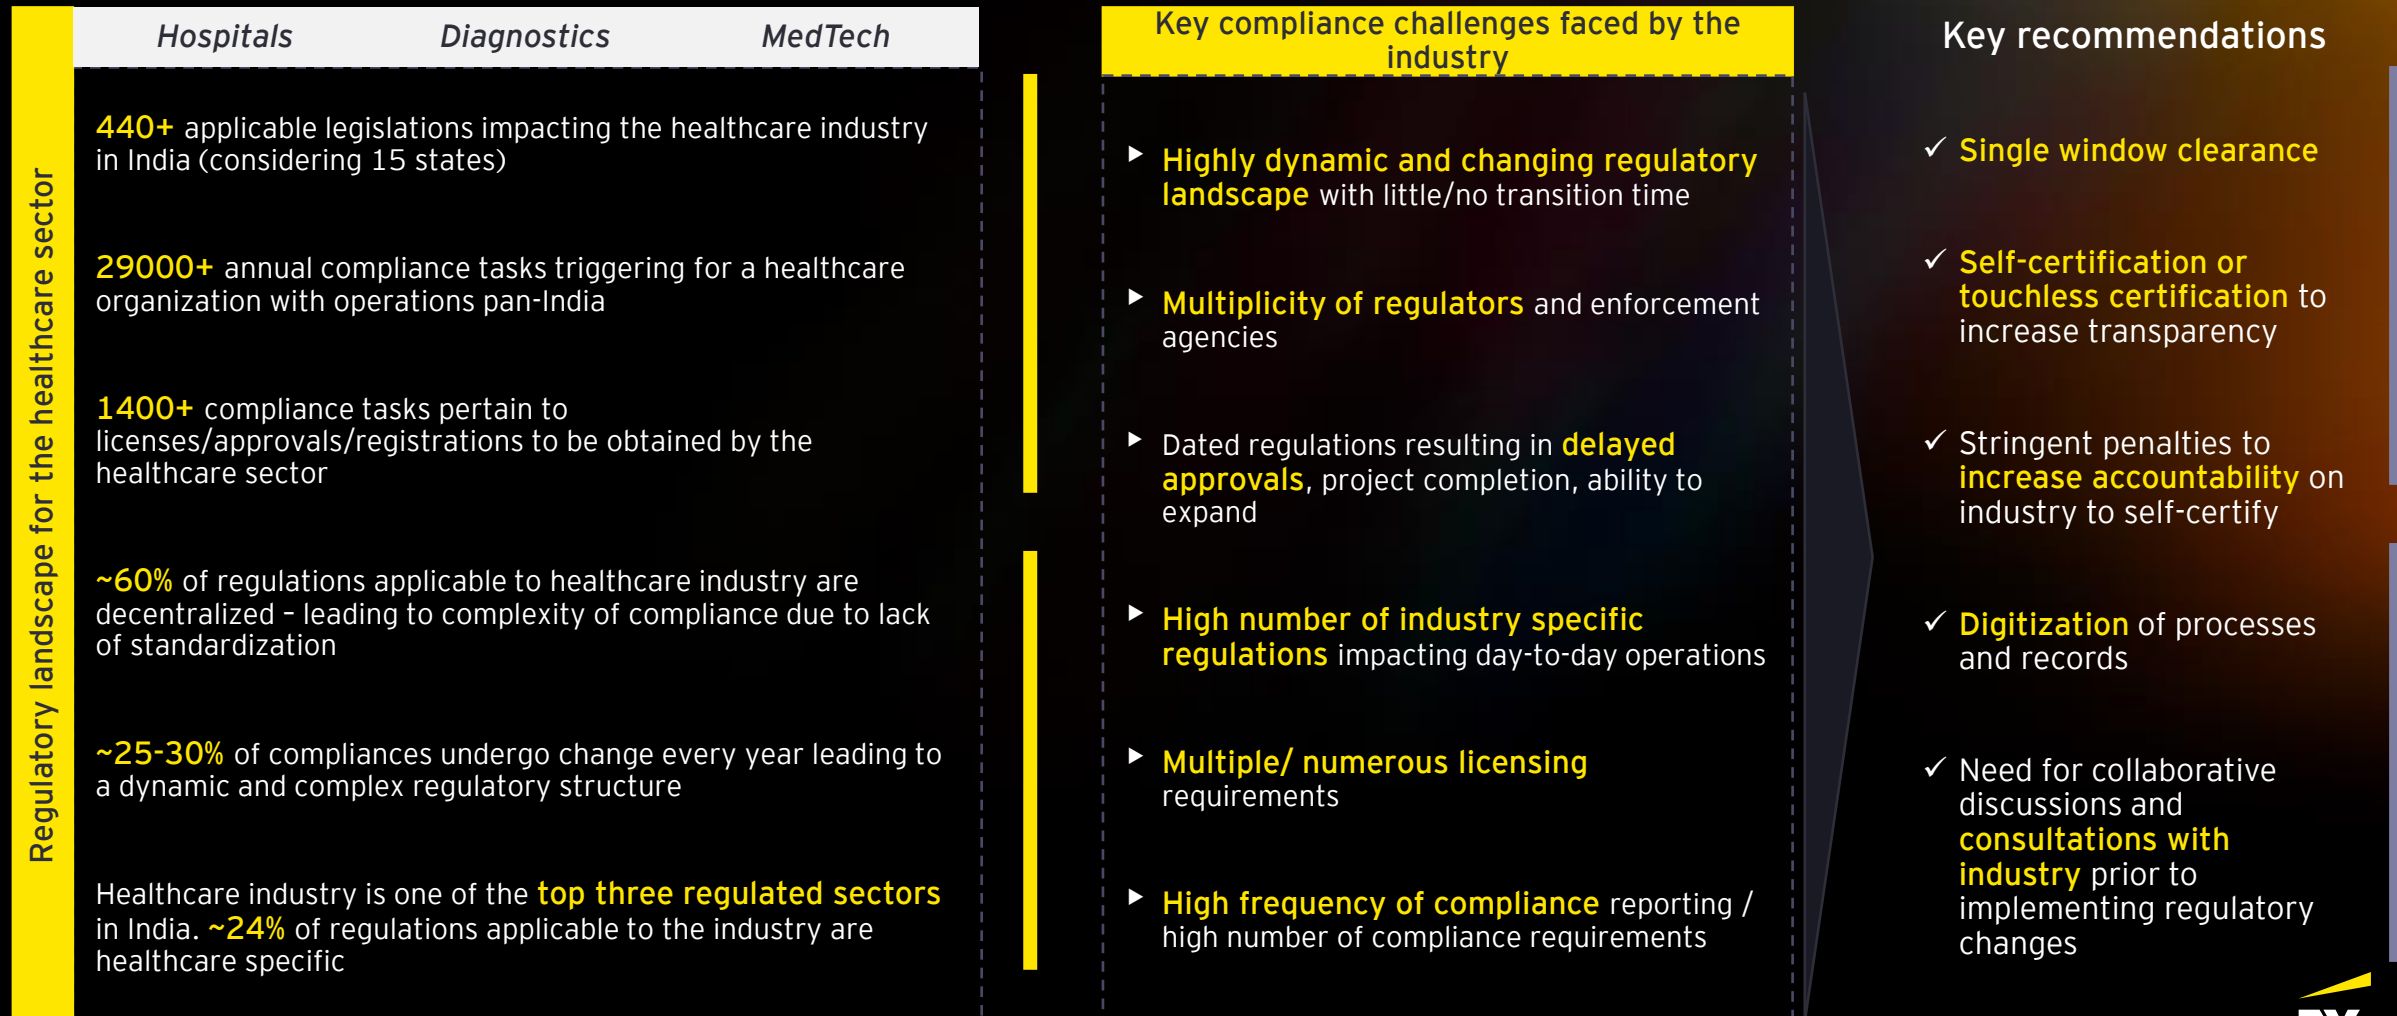 Regulatory landscape for the healthcare sector
Hospitals Diagnostics MedTech
440+ applicable legislations impacting the healthcare industry
in India (considering 15 states)
29000+ annual compliance tasks triggering for a healthcare
organization with operations pan-India
1400+ compliance tasks pertain to
licenses/approvals/registrations to be obtained by the
healthcare sector
~60% of regulations applicable to healthcare industry are
decentralized – leading to complexity of compliance due to lack
of standardization
~25-30% of compliances undergo change every year leading to
a dynamic and complex regulatory structure
Healthcare industry is one of the top three regulated sectors
in India. ~24% of regulations applicable to the industry are
healthcare specific
Key compliance challenges faced by the
industry
Highly dynamic and changing regulatory
landscape with little/no transition time
Multiplicity of regulators and enforcement
agencies
Dated regulations resulting in delayed
approvals, project completion, ability to
expand
High number of industry specific
regulations impacting day-to-day operations
Multiple/ numerous licensing
requirements
High frequency of compliance reporting /
high number of compliance requirements
Key recommendations
Single window clearance
Self-certification or
touchless certification to
increase transparency
Stringent penalties to
increase accountability on
industry to self-certify
Digitization of processes
and records
Need for collaborative
discussions and
consultations with
industry prior to
implementing regulatory
changes